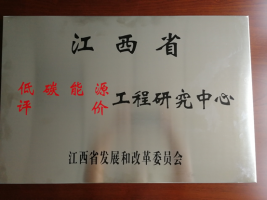 江西省
低碳能源
评价工程研究中心
江西省发展和改革委员会